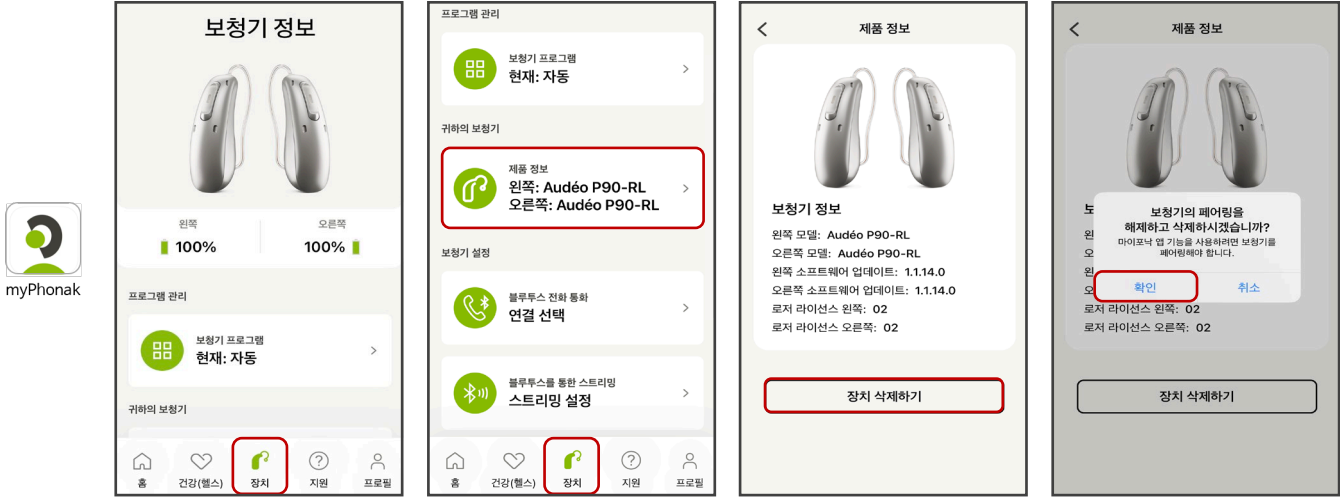 myPhonak
보청기 정보
왼쪽
오른쪽
100%
100%
프로그램 관리
보청기 프로그램
현재: 자동
귀하의 보청기
홈
건강(헬스)
장치
지원
프로필
프로그램 관리
보청기 프로그램
현재: 자동
귀하의 보청기
제품 정보
왼쪽: Audéo P90-RL
오른쪽: Audéo P90-RL
보청기 설정
블루투스 전화 통화
연결 선택
블루투스를 통한 스트리밍
스트리밍 설정
홈
건강(헬스)
장치
지원
프로필
제품 정보
보청기 정보
왼쪽 모델: Audéo P90-RL
오른쪽 모델: Audéo P90-RL
왼쪽 소프트웨어 업데이트: 1.1.14.0
오른쪽 소프트웨어 업데이트: 1.1.14.0
로저 라이선스 왼쪽: 02
로저 라이선스 오른쪽: 02
장치 삭제하기
제품 정보
보청기의 페어링을
해제하고 삭제하시겠습니까?
마이포낙 앱 기능을 사용하려면 보청기를
페어링해야 합니다.
확인
취소
로저 라이선스 왼쪽: 02
로저 라이선스 오른쪽: 02
장치 삭제하기